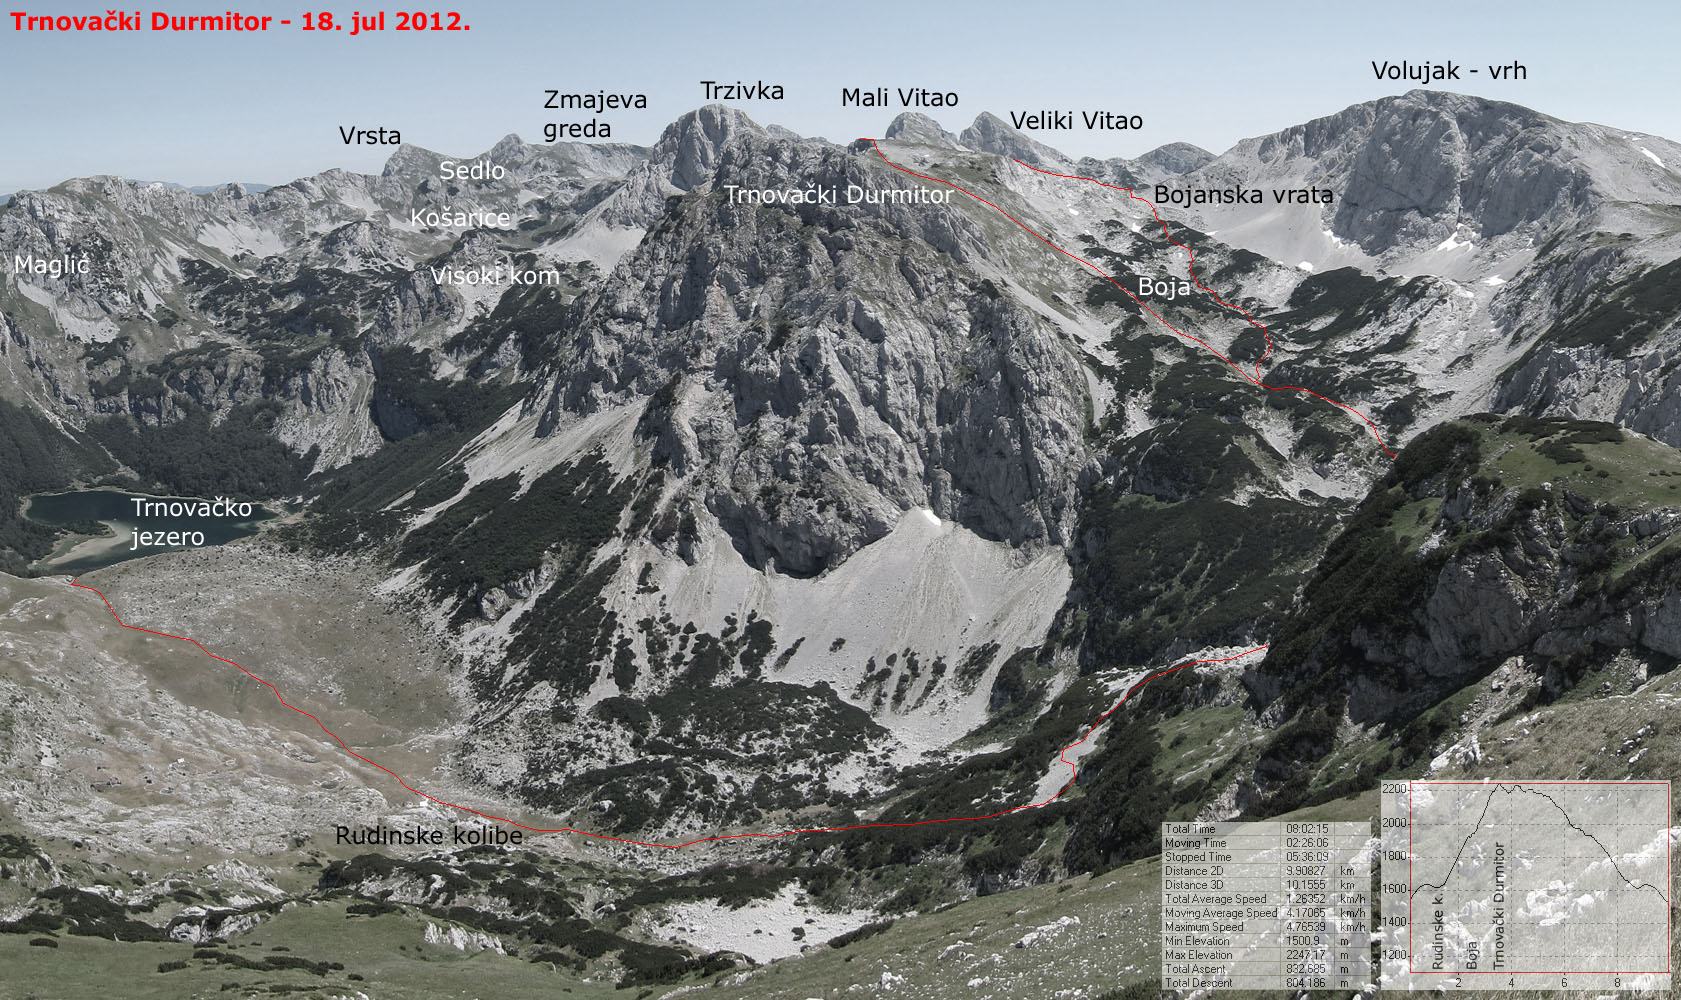 Trnovački Durmitor - 18. jul 2012.
Volujak - vrh
Trzivka
Zmajeva
greda
Mali Vitao
Veliki Vitao
Vrsta
Sedlo
Trnovački Durmitor
Bojanska vrata
Košarice
Maglič
Visoki kom
Boja
Trnovačko
jezero
Rudinske kolibe
Total Time 08:02:15
Moving Time 02:26:06
Stopped Time 05:36:09
Distance 2D 9.90827 km
Distance 3D 10.1555 km
Total Average Speed 1.26352 km/h
Moving Average Speed 4.17065 km/h
Maximum Speed 4.76539 km/h
Min Elevation 1500.9 m
Max Elevation 2247.17 m
Total Ascent 832.685 m
Total Descent 804.186 m
2200
2000
1800
1600
1400
1200
Rudinske k.
Boja
Trnovački Durmitor
2 4 6 8